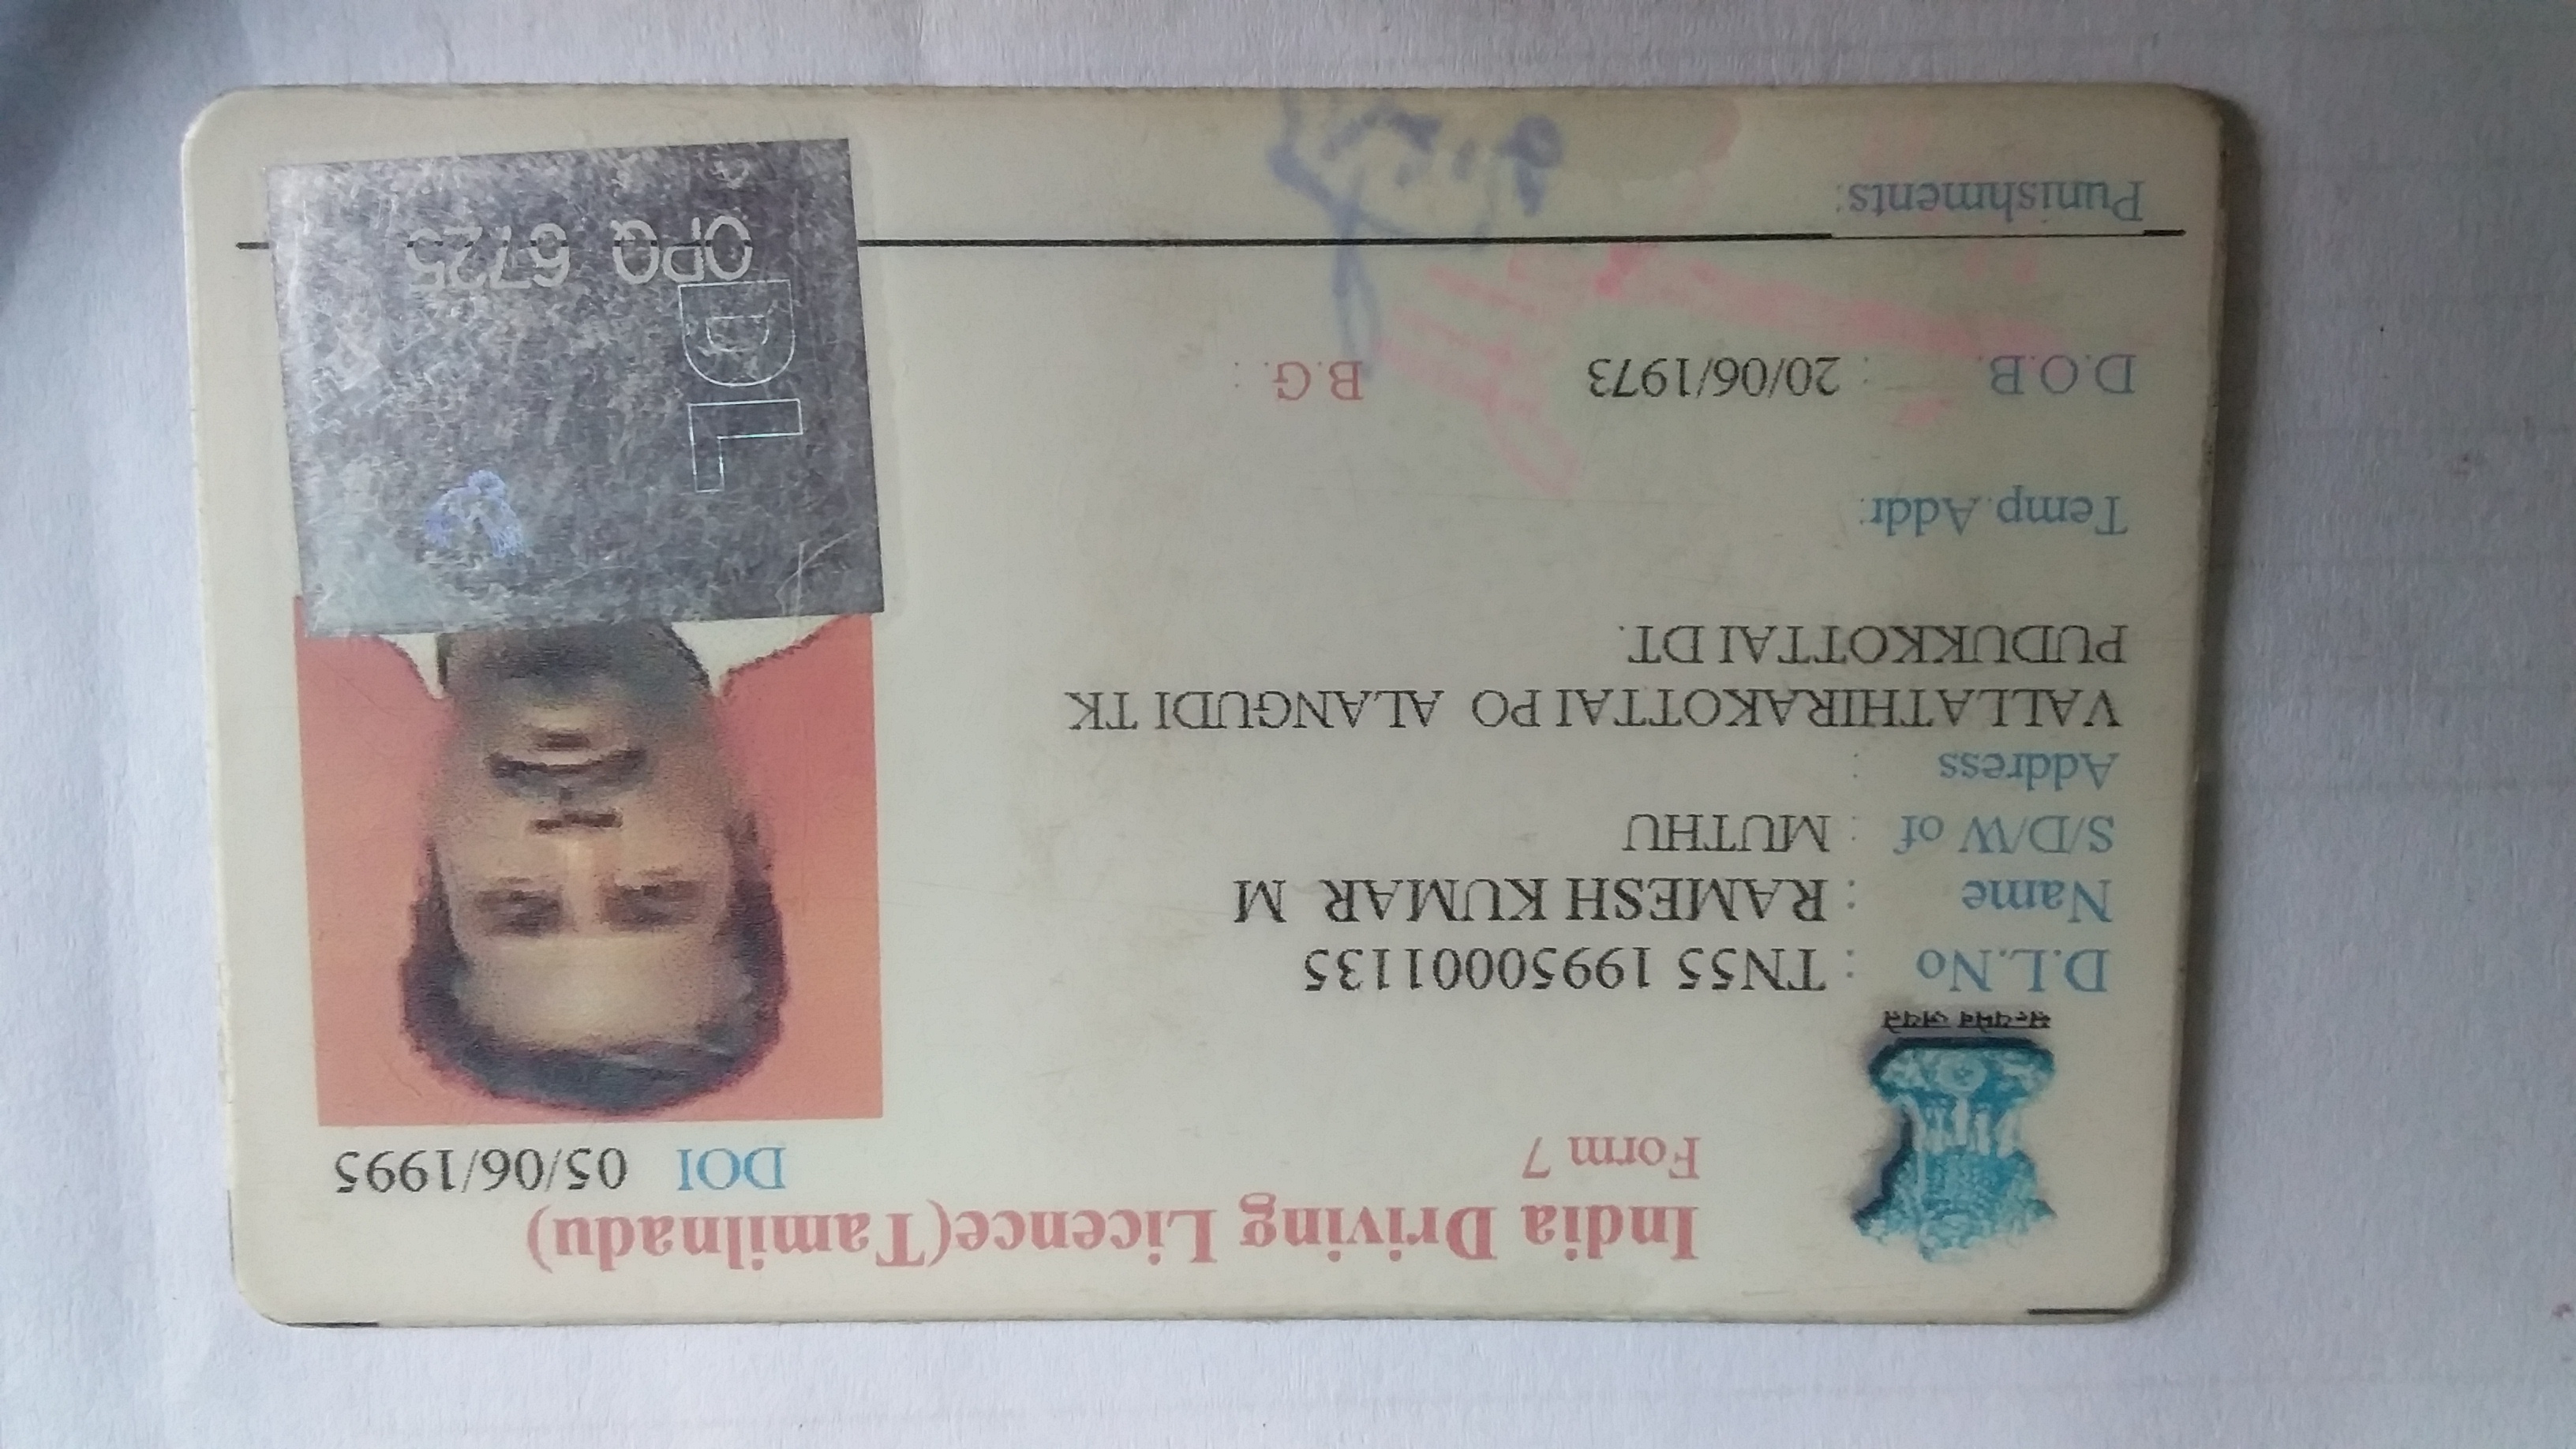 India Driving Licence(Tamilnadu)
Form 7
DOI 05/06/1995
सत्यमेव जयते
D.L.No : TN55 19950001135
Name : RAMESH KUMAR M
S/D/W of : MUTHU
Address :
VALLATHIRAKOTTAI PO ALANGUDI TK
PUDUKKOTTAI DT.
Temp.Addr:
D.O.B. : 20/06/1973 B.G. :
DL
OPQ 6725
Punishments: